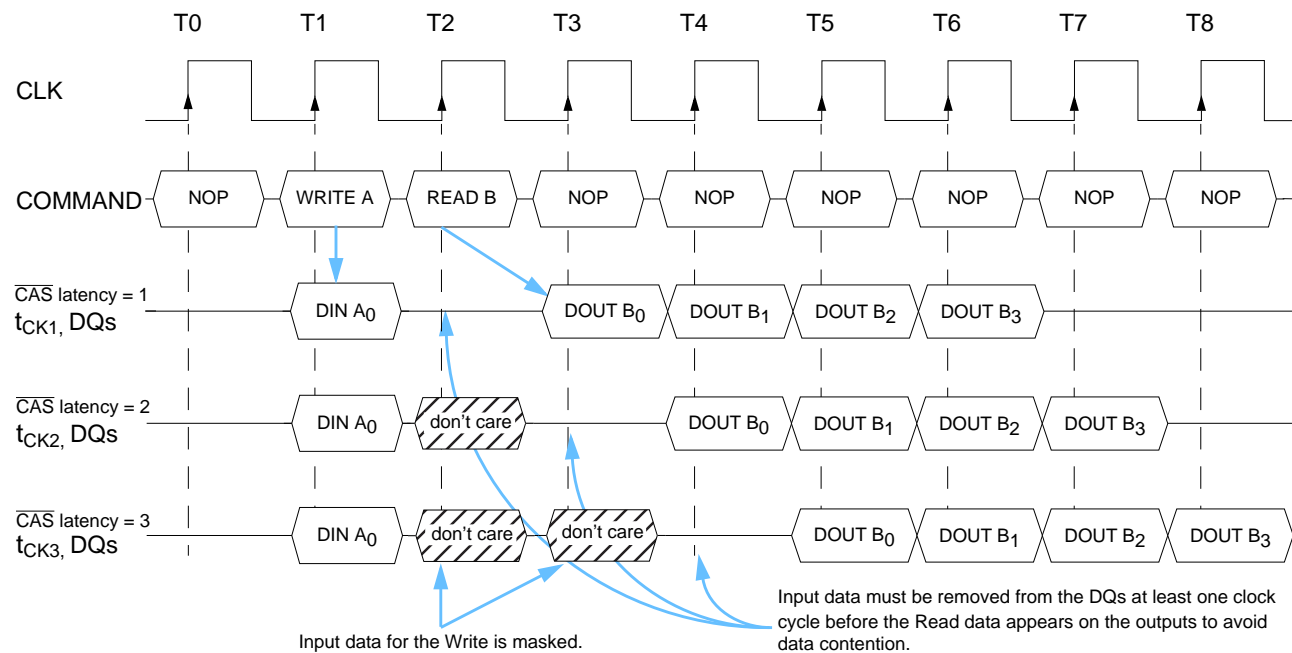 T0 T1 T2 T3 T4 T5 T6 T7 T8
CLK
COMMAND NOP WRITE A READ B NOP NOP NOP NOP NOP NOP
CAS latency = 1
tCK1, DQs DIN A0 DOUT B0 DOUT B1 DOUT B2 DOUT B3
CAS latency = 2
tCK2, DQs DIN A0 don't care DOUT B0 DOUT B1 DOUT B2 DOUT B3
CAS latency = 3
tCK3, DQs DIN A0 don't care don't care DOUT B0 DOUT B1 DOUT B2 DOUT B3
Input data for the Write is masked.
Input data must be removed from the DQs at least one clock
cycle before the Read data appears on the outputs to avoid
data contention.